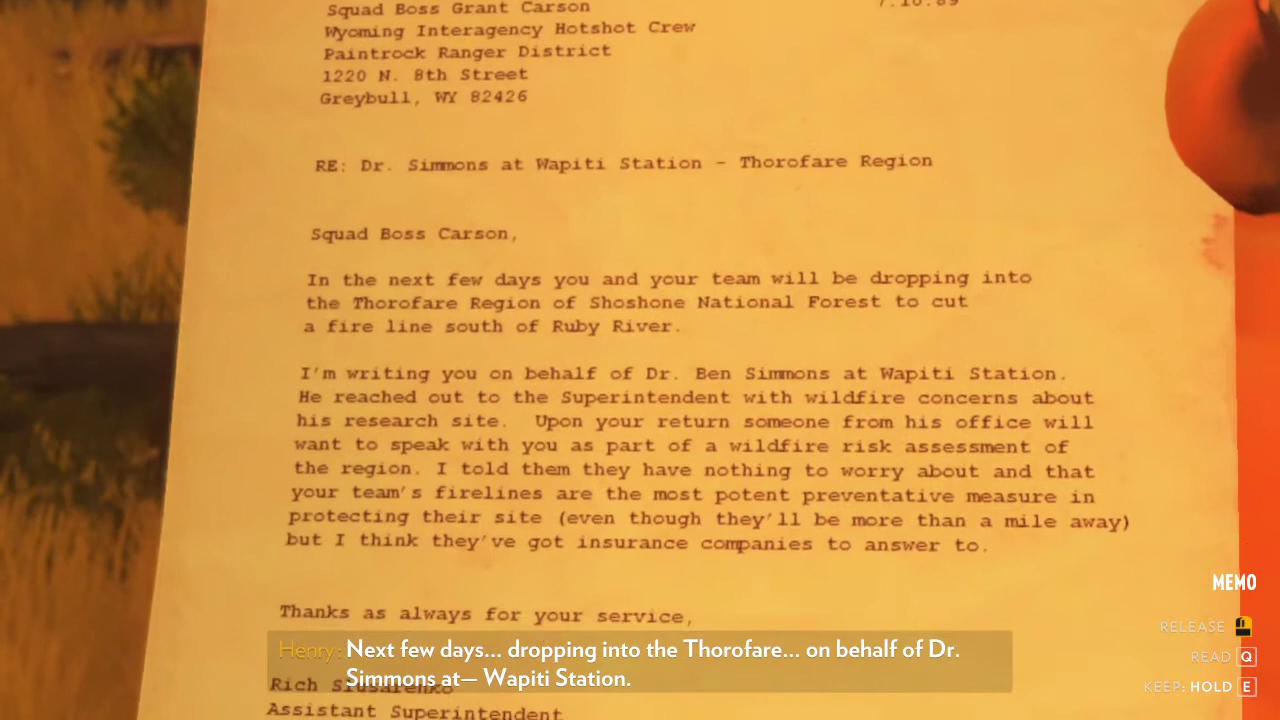 Squad Boss Grant Carson
Wyoming Interagency Hotshot Crew
Paintrock Ranger District
1220 N. 8th Street
Greybull, WY 82426
RE: Dr. Simmons at Wapiti Station - Thorofare Region
Squad Boss Carson,
In the next few days you and your team will be dropping into
the Thorofare Region of Shoshone National Forest to cut
a fire line south of Ruby River.
I'm writing you on behalf of Dr. Ben Simmons at Wapiti Station.
He reached out to the Superintendent with wildfire concerns about
his research site. Upon your return someone from his office will
want to speak with you as part of a wildfire risk assessment of
the region. I told them they have nothing to worry about and that
your team's firelines are the most potent preventative measure in
protecting their site (even though they'll be more than a mile away)
but I think they've got insurance companies to answer to.
Thanks as always for your service,
Rich
Assistant Superintendent
Henry: Next few days... dropping into the Thorofare... on behalf of Dr.
Simmons at— Wapiti Station.
MEMO
RELEASE
READ Q
KEEP: HOLD E